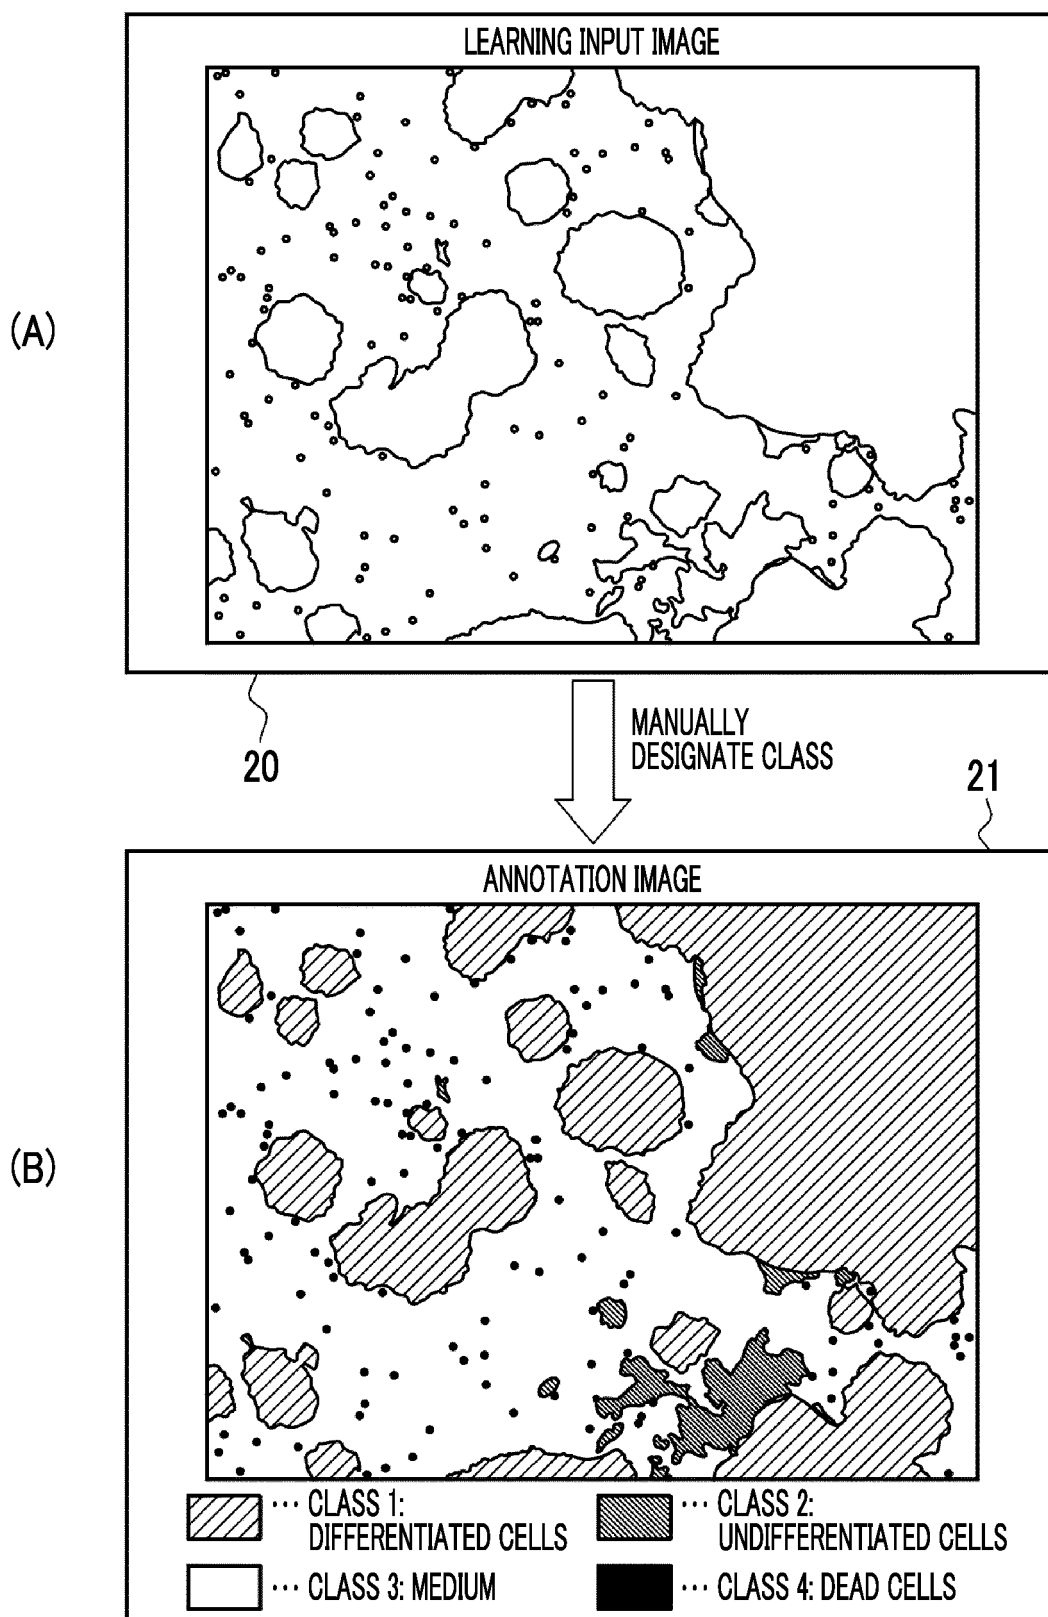 LEARNING INPUT IMAGE
(A)
20
MANUALLY
DESIGNATE CLASS
21
ANNOTATION IMAGE
(B)
··· CLASS 1:
DIFFERENTIATED CELLS
··· CLASS 2:
UNDIFFERENTIATED CELLS
··· CLASS 3: MEDIUM
··· CLASS 4: DEAD CELLS